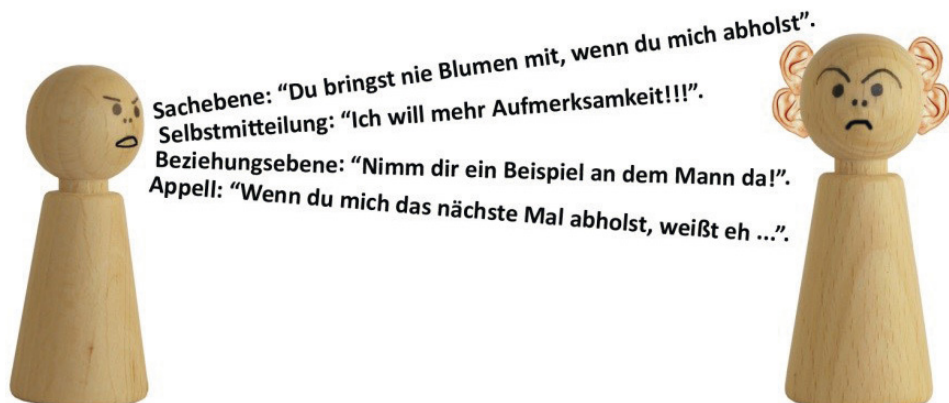 Sachebene: “Du bringst nie Blumen mit, wenn du mich abholst”.
Selbstmitteilung: “Ich will mehr Aufmerksamkeit!!!”.
Beziehungsebene: “Nimm dir ein Beispiel an dem Mann da!”.
Appell: “Wenn du mich das nächste Mal abholst, weißt eh ...”.